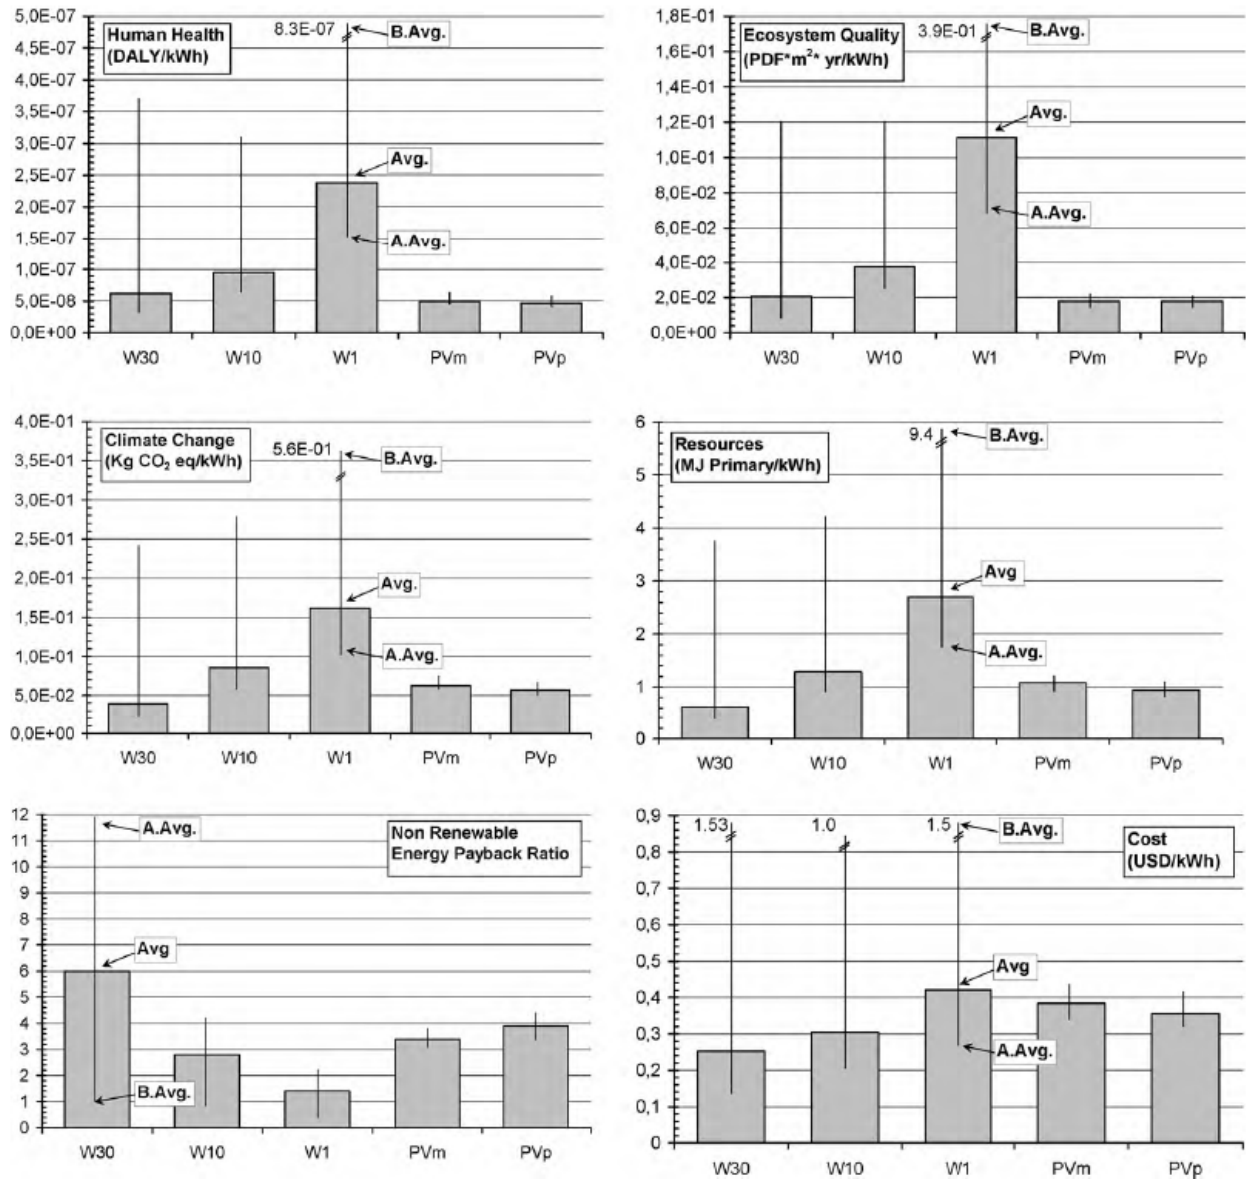 5,0E-07
4,5E-07
4,0E-07
3,5E-07
3,0E-07
2,5E-07
2,0E-07
1,5E-07
1,0E-07
5,0E-08
0,0E+00
Human Health
(DALY/kWh)
8.3E-07
B.Avg.
Avg.
A.Avg.
W30 W10 W1 PVm PVp
1,8E-01
1,6E-01
1,4E-01
1,2E-01
1,0E-01
8,0E-02
6,0E-02
4,0E-02
2,0E-02
0,0E+00
Ecosystem Quality
(PDF*m²* yr/kWh)
3.9E-01
B.Avg.
Avg.
A.Avg.
W30 W10 W1 PVm PVp
4,0E-01
3,5E-01
3,0E-01
2,5E-01
2,0E-01
1,5E-01
1,0E-01
5,0E-02
0,0E+00
Climate Change
(Kg CO₂ eq/kWh)
5.6E-01
B.Avg.
Avg.
A.Avg.
W30 W10 W1 PVm PVp
6
5
4
3
2
1
0
Resources
(MJ Primary/kWh)
9.4
B.Avg.
Avg
A.Avg.
W30 W10 W1 PVm PVp
12
11
10
9
8
7
6
5
4
3
2
1
0
A.Avg.
Avg
B.Avg.
Non Renewable
Energy Payback Ratio
W30 W10 W1 PVm PVp
0,9
0,8
0,7
0,6
0,5
0,4
0,3
0,2
0,1
0
1.53
1.0
1.5
B.Avg.
Cost
(USD/kWh)
Avg
A.Avg.
W30 W10 W1 PVm PVp